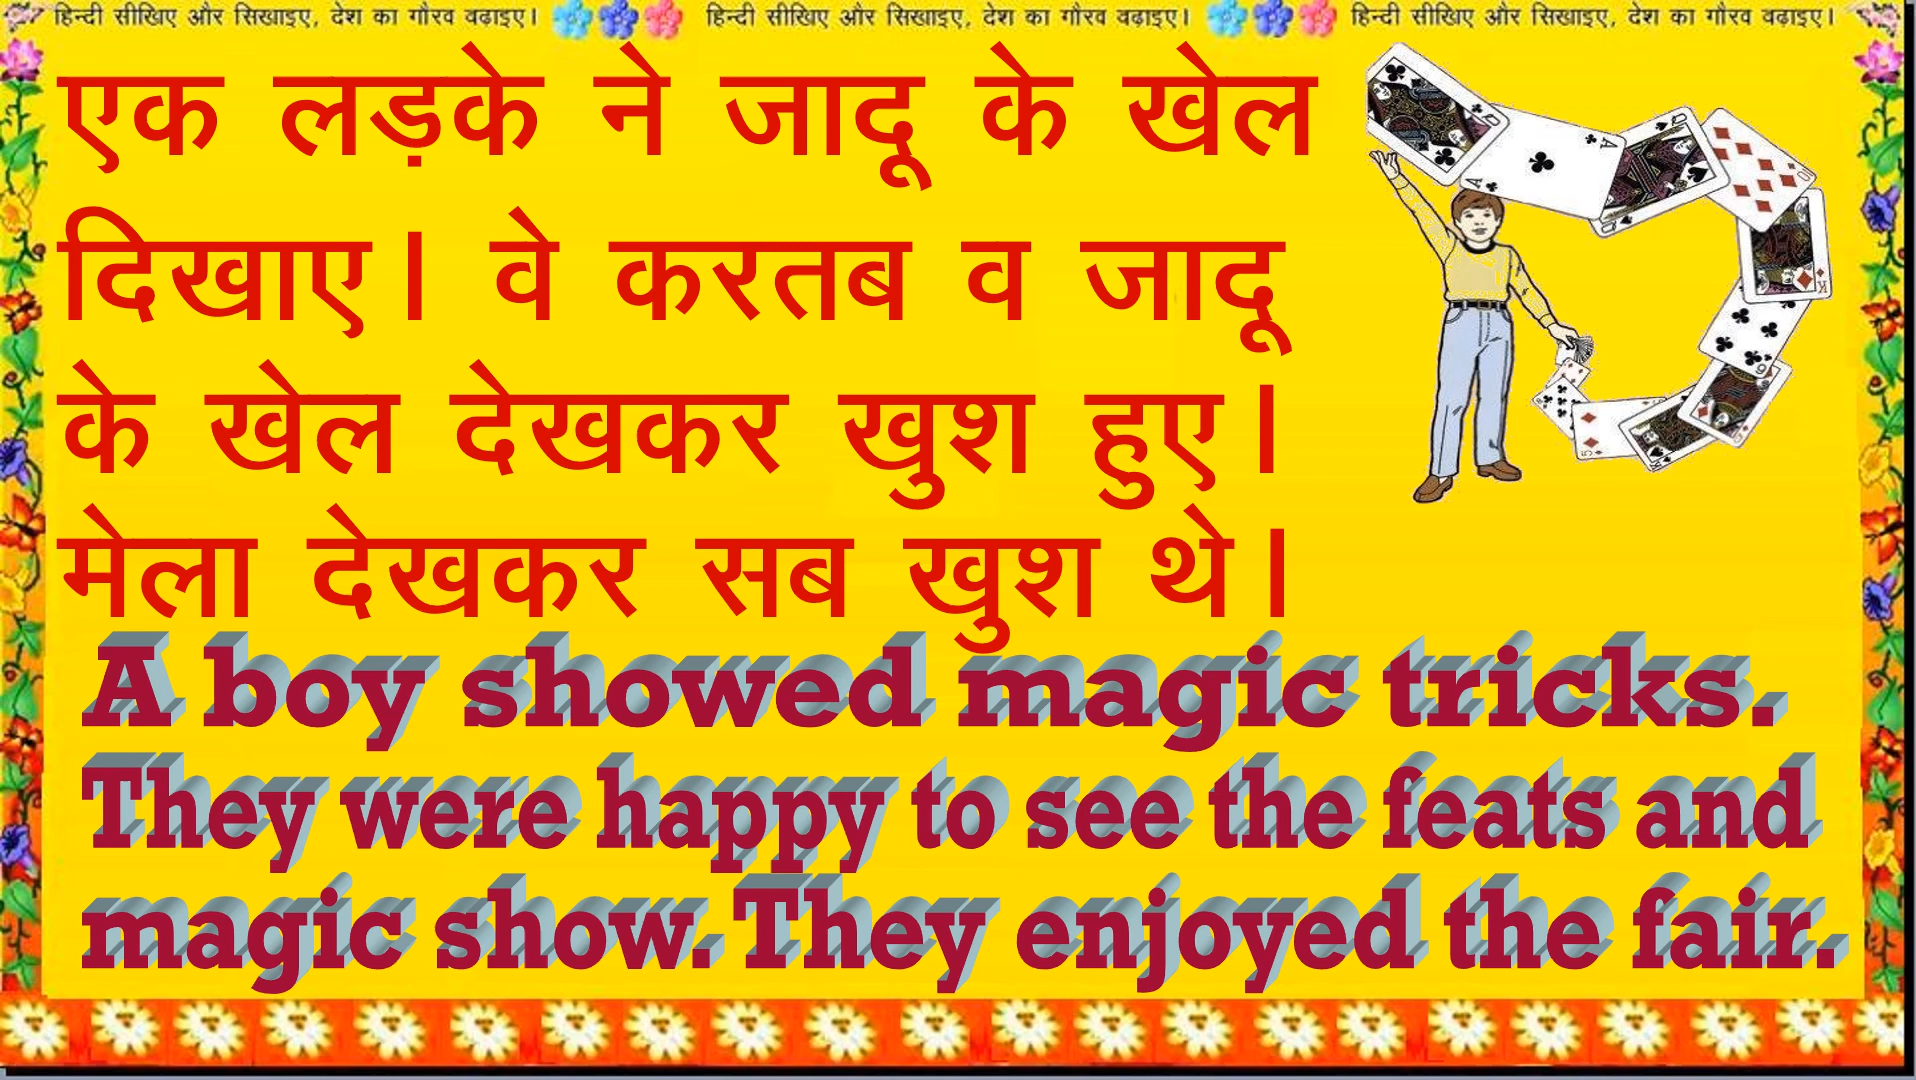 हिन्दी सीखिए और सिखाइए, देश का गौरव बढ़ाइए। हिन्दी सीखिए और सिखाइए, देश का गौरव बढ़ाइए। हिन्दी सीखिए और सिखाइए, देश का गौरव बढ़ाइए।
एक लड़के ने जादू के खेल
दिखाए। वे करतब व जादू
के खेल देखकर खुश हुए।
मेला देखकर सब खुश थे।
A boy showed magic tricks.
They were happy to see the feats and
magic show. They enjoyed the fair.